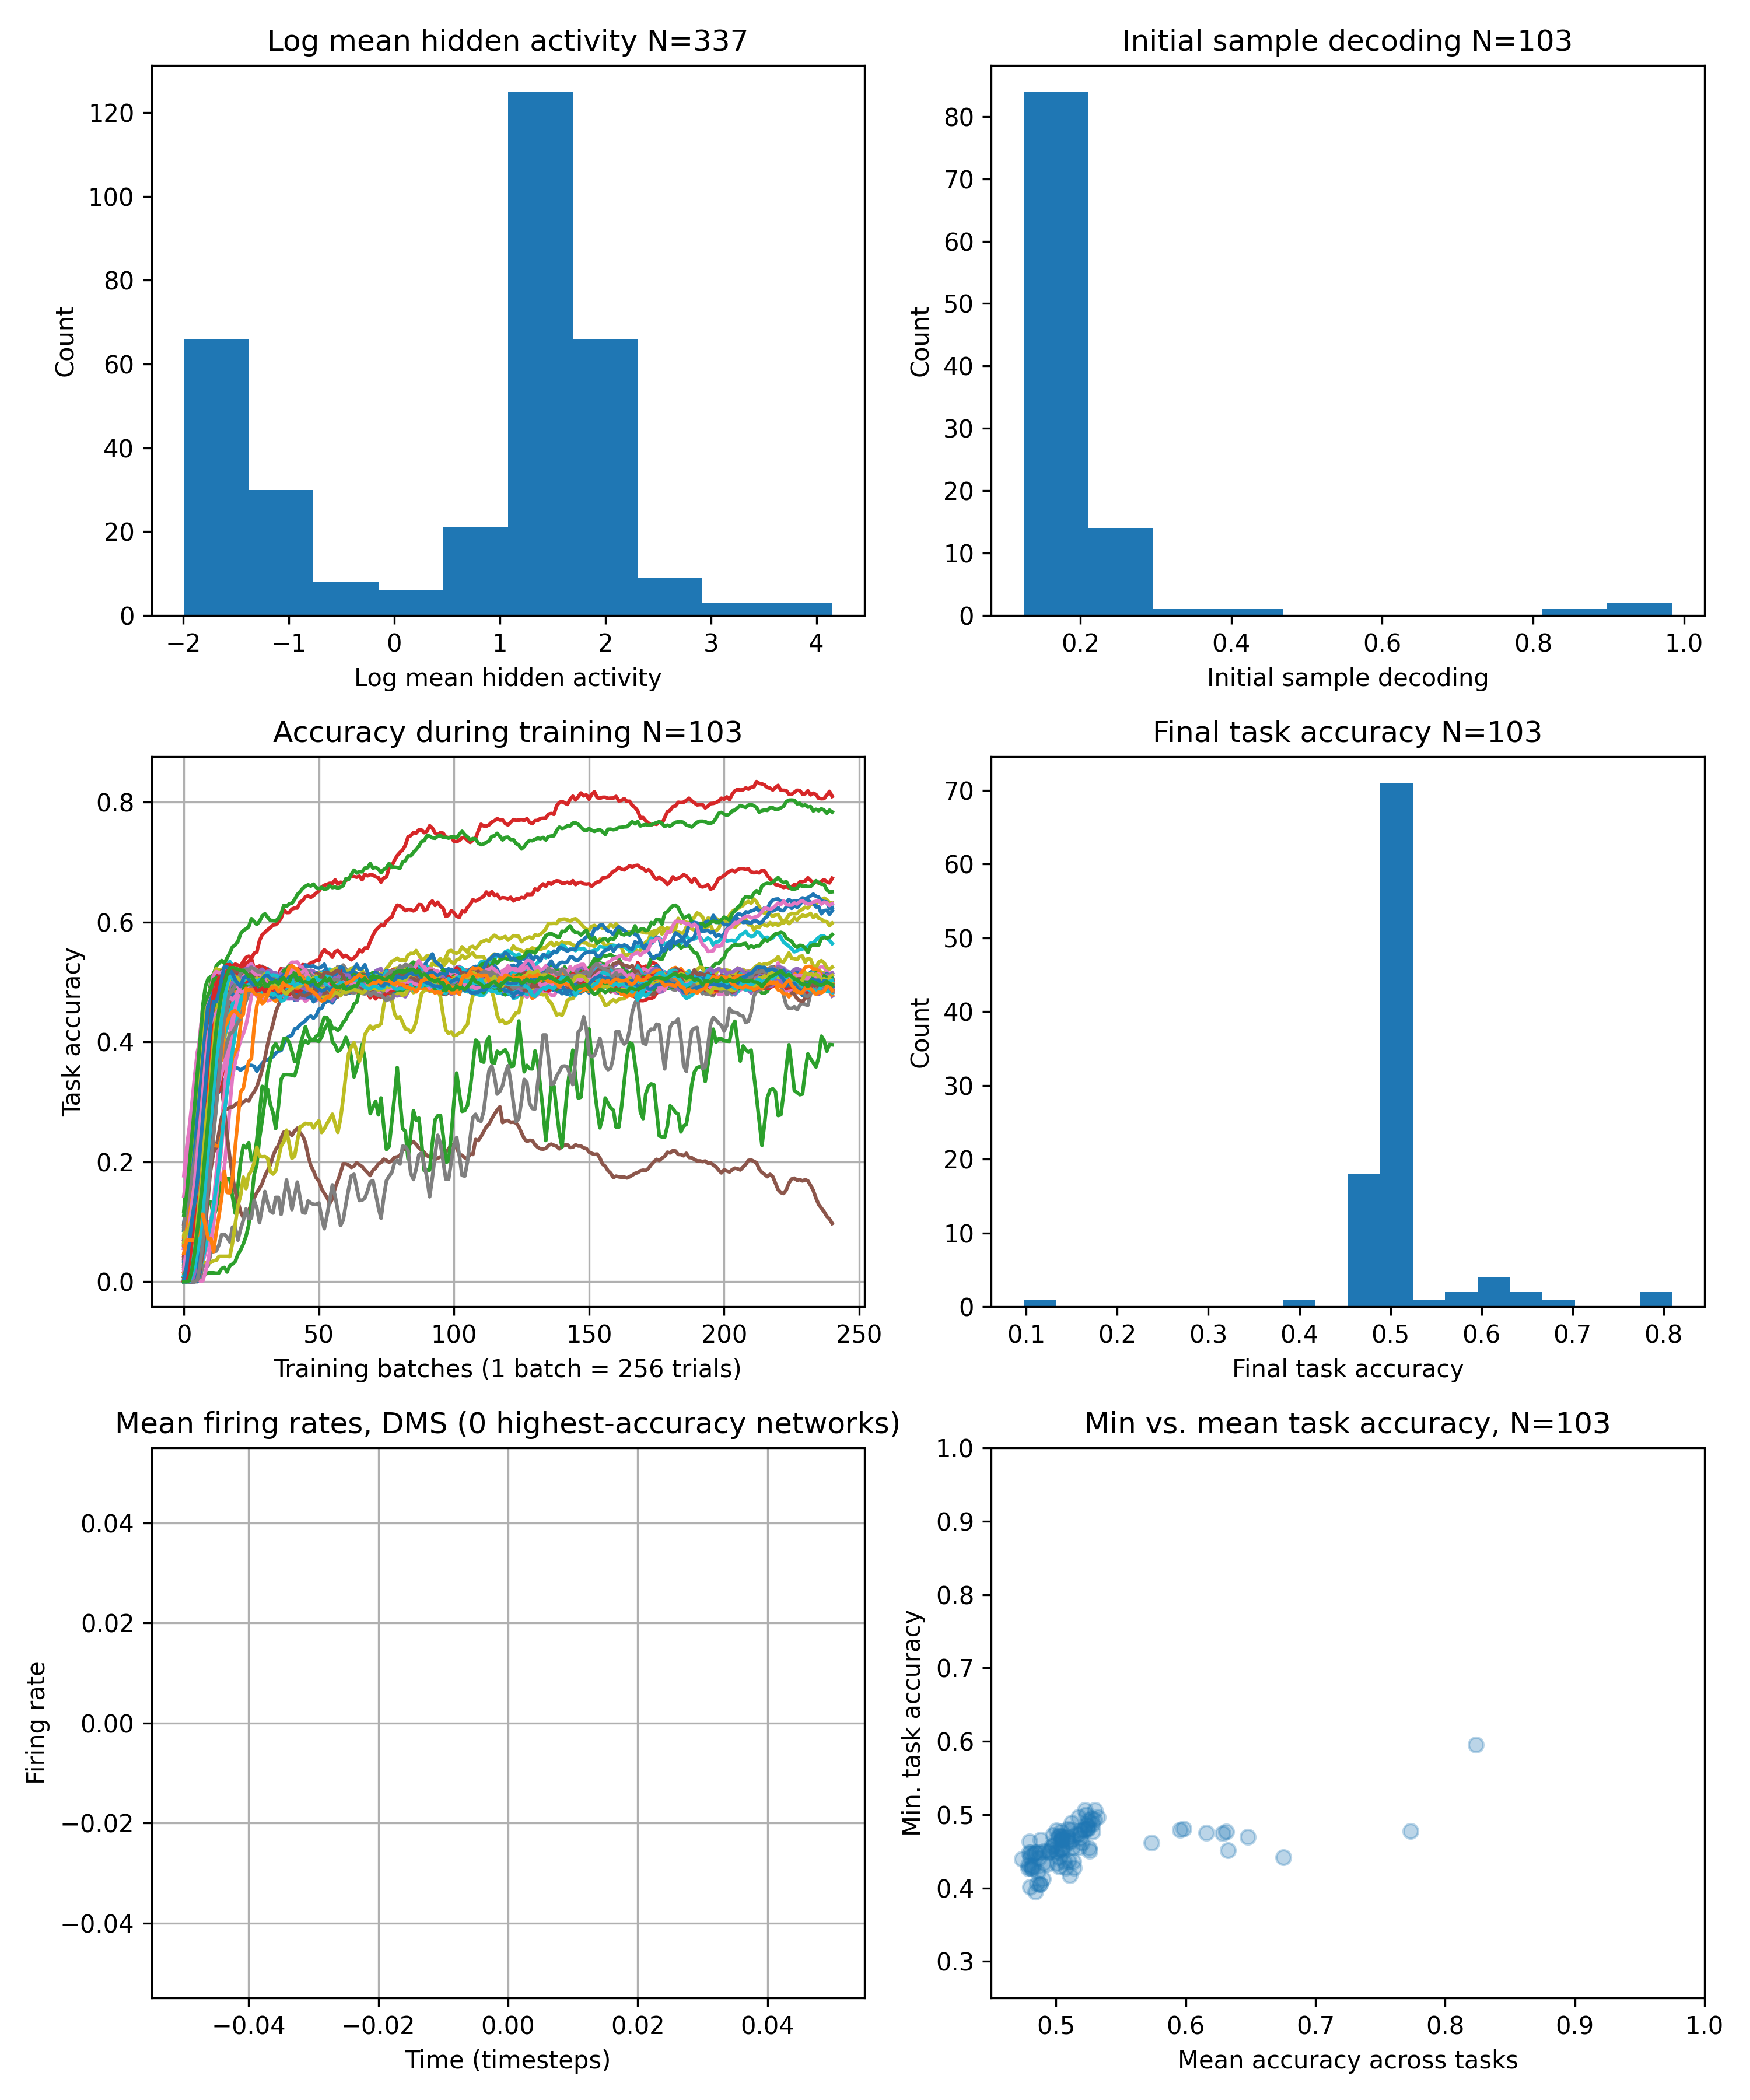 Log mean hidden activity N=337
Count
0
20
40
60
80
100
120
−2 −1 0 1 2 3 4
Log mean hidden activity
Initial sample decoding N=103
Count
0
10
20
30
40
50
60
70
80
0.2 0.4 0.6 0.8 1.0
Initial sample decoding
Accuracy during training N=103
Task accuracy
0.0
0.2
0.4
0.6
0.8
0 50 100 150 200 250
Training batches (1 batch = 256 trials)
Final task accuracy N=103
Count
0
10
20
30
40
50
60
70
0.1 0.2 0.3 0.4 0.5 0.6 0.7 0.8
Final task accuracy
Mean firing rates, DMS (0 highest-accuracy networks)
Firing rate
0.04
0.02
0.00
−0.02
−0.04
−0.04 −0.02 0.00 0.02 0.04
Time (timesteps)
Min vs. mean task accuracy, N=103
Min. task accuracy
1.0
0.9
0.8
0.7
0.6
0.5
0.4
0.3
0.5 0.6 0.7 0.8 0.9 1.0
Mean accuracy across tasks